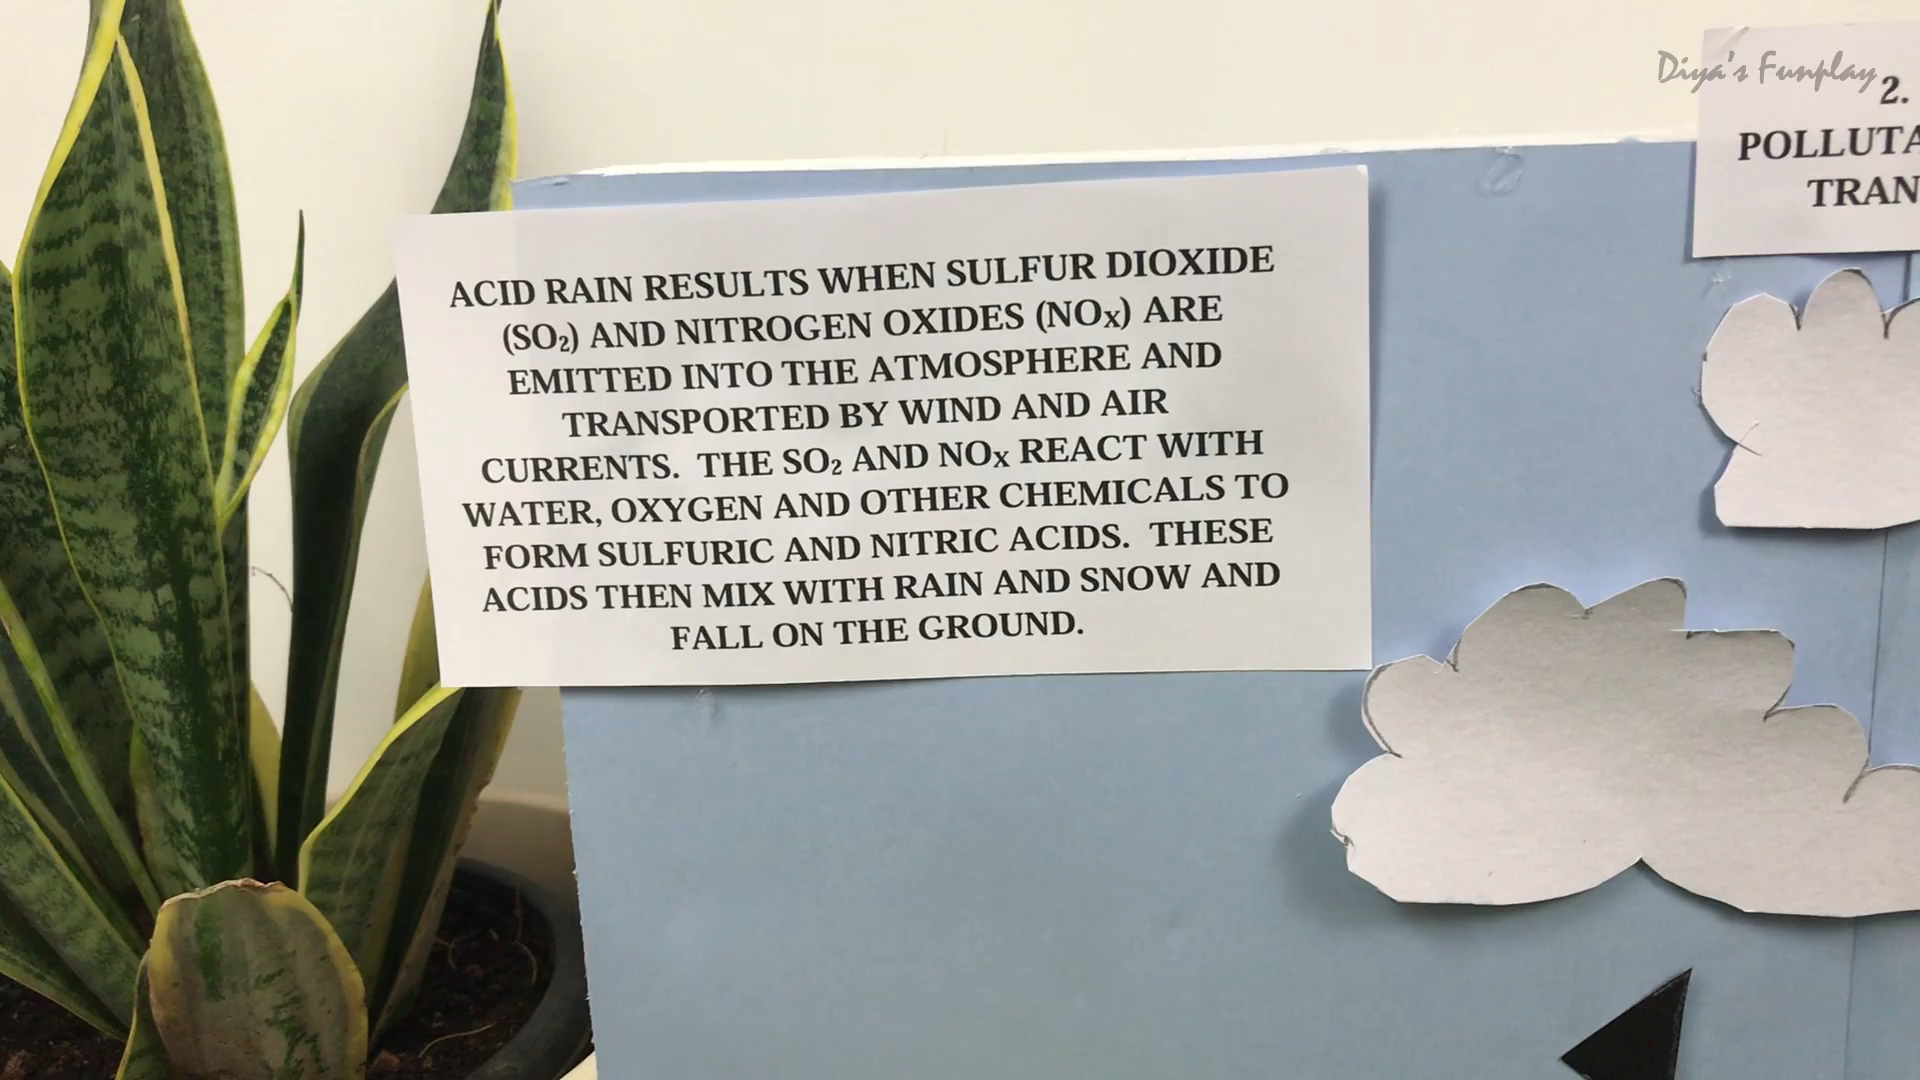 Diya's Funplay
ACID RAIN RESULTS WHEN SULFUR DIOXIDE
(SO₂) AND NITROGEN OXIDES (NOx) ARE
EMITTED INTO THE ATMOSPHERE AND
TRANSPORTED BY WIND AND AIR
CURRENTS. THE SO₂ AND NOx REACT WITH
WATER, OXYGEN AND OTHER CHEMICALS TO
FORM SULFURIC AND NITRIC ACIDS. THESE
ACIDS THEN MIX WITH RAIN AND SNOW AND
FALL ON THE GROUND.
2.
POLLUTA
TRAN